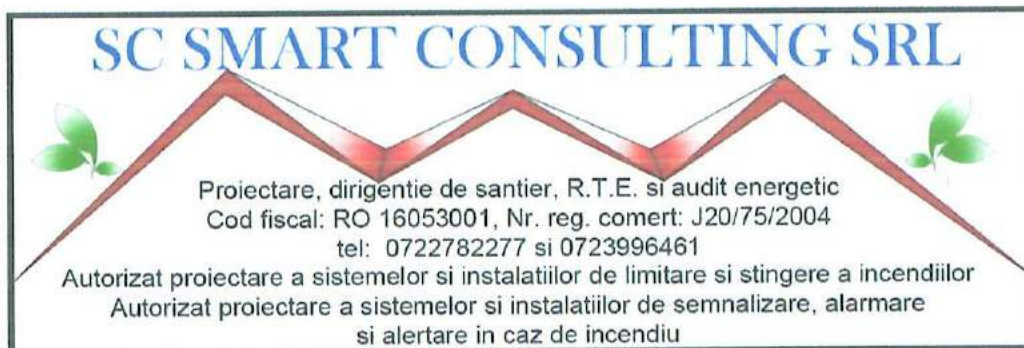 SC SMART CONSULTING SRL
Proiectare, dirigentie de santier, R.T.E. si audit energetic
Cod fiscal: RO 16053001, Nr. reg. comert: J20/75/2004
tel: 0722782277 si 0723996461
Autorizat proiectare a sistemelor si instalatiilor de limitare si stingere a incendiilor
Autorizat proiectare a sistemelor si instalatiilor de semnalizare, alarmare
si alertare in caz de incendiu